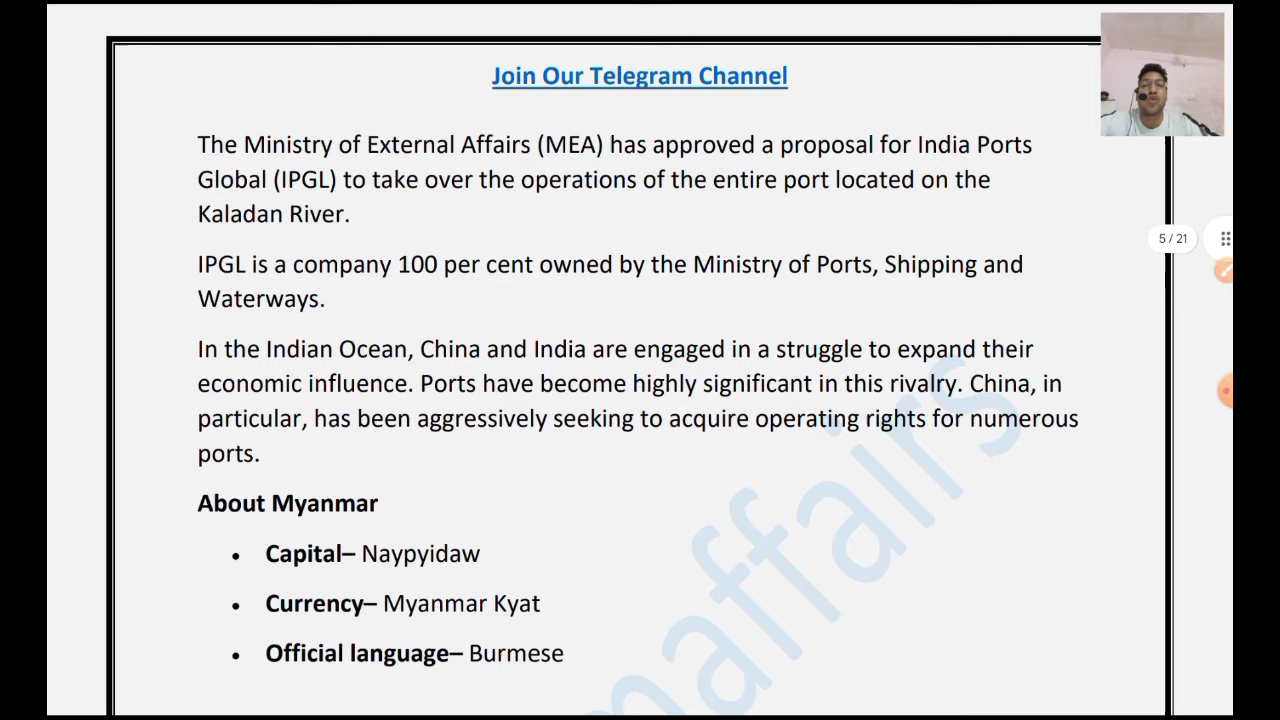 Join Our Telegram Channel
The Ministry of External Affairs (MEA) has approved a proposal for India Ports
Global (IPGL) to take over the operations of the entire port located on the
Kaladan River.
5 / 21
IPGL is a company 100 per cent owned by the Ministry of Ports, Shipping and
Waterways.
In the Indian Ocean, China and India are engaged in a struggle to expand their
economic influence. Ports have become highly significant in this rivalry. China, in
particular, has been aggressively seeking to acquire operating rights for numerous
ports.
About Myanmar
• Capital– Naypyidaw
• Currency– Myanmar Kyat
• Official language– Burmese
maffairs